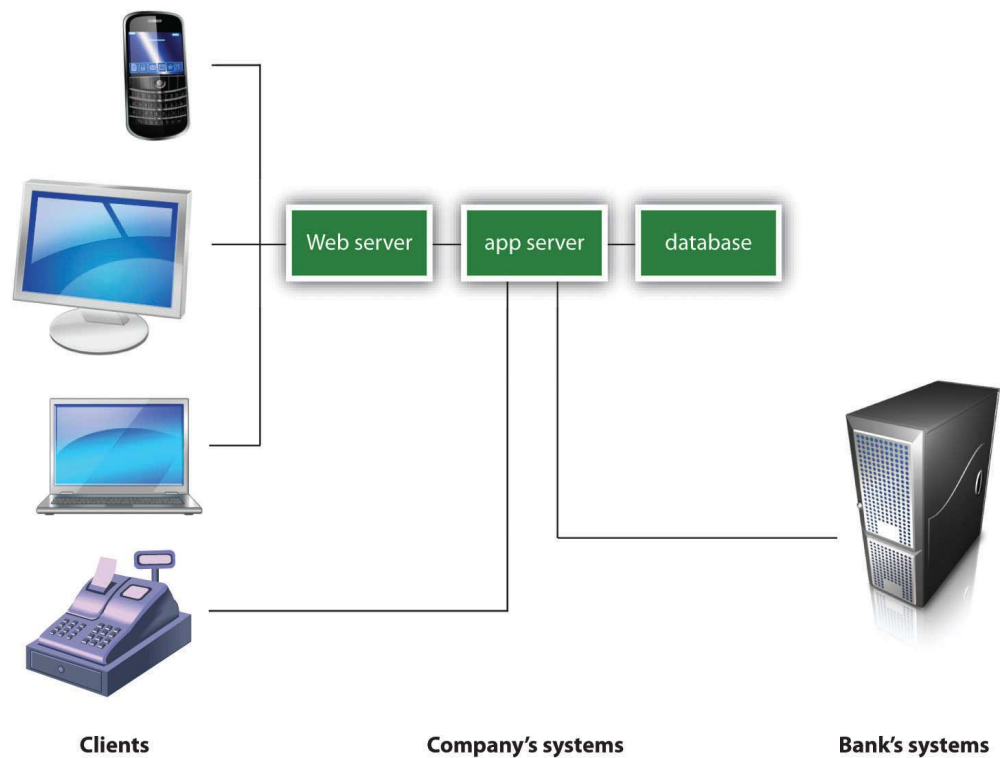 Web server
app server
database
Clients
Company's systems
Bank's systems